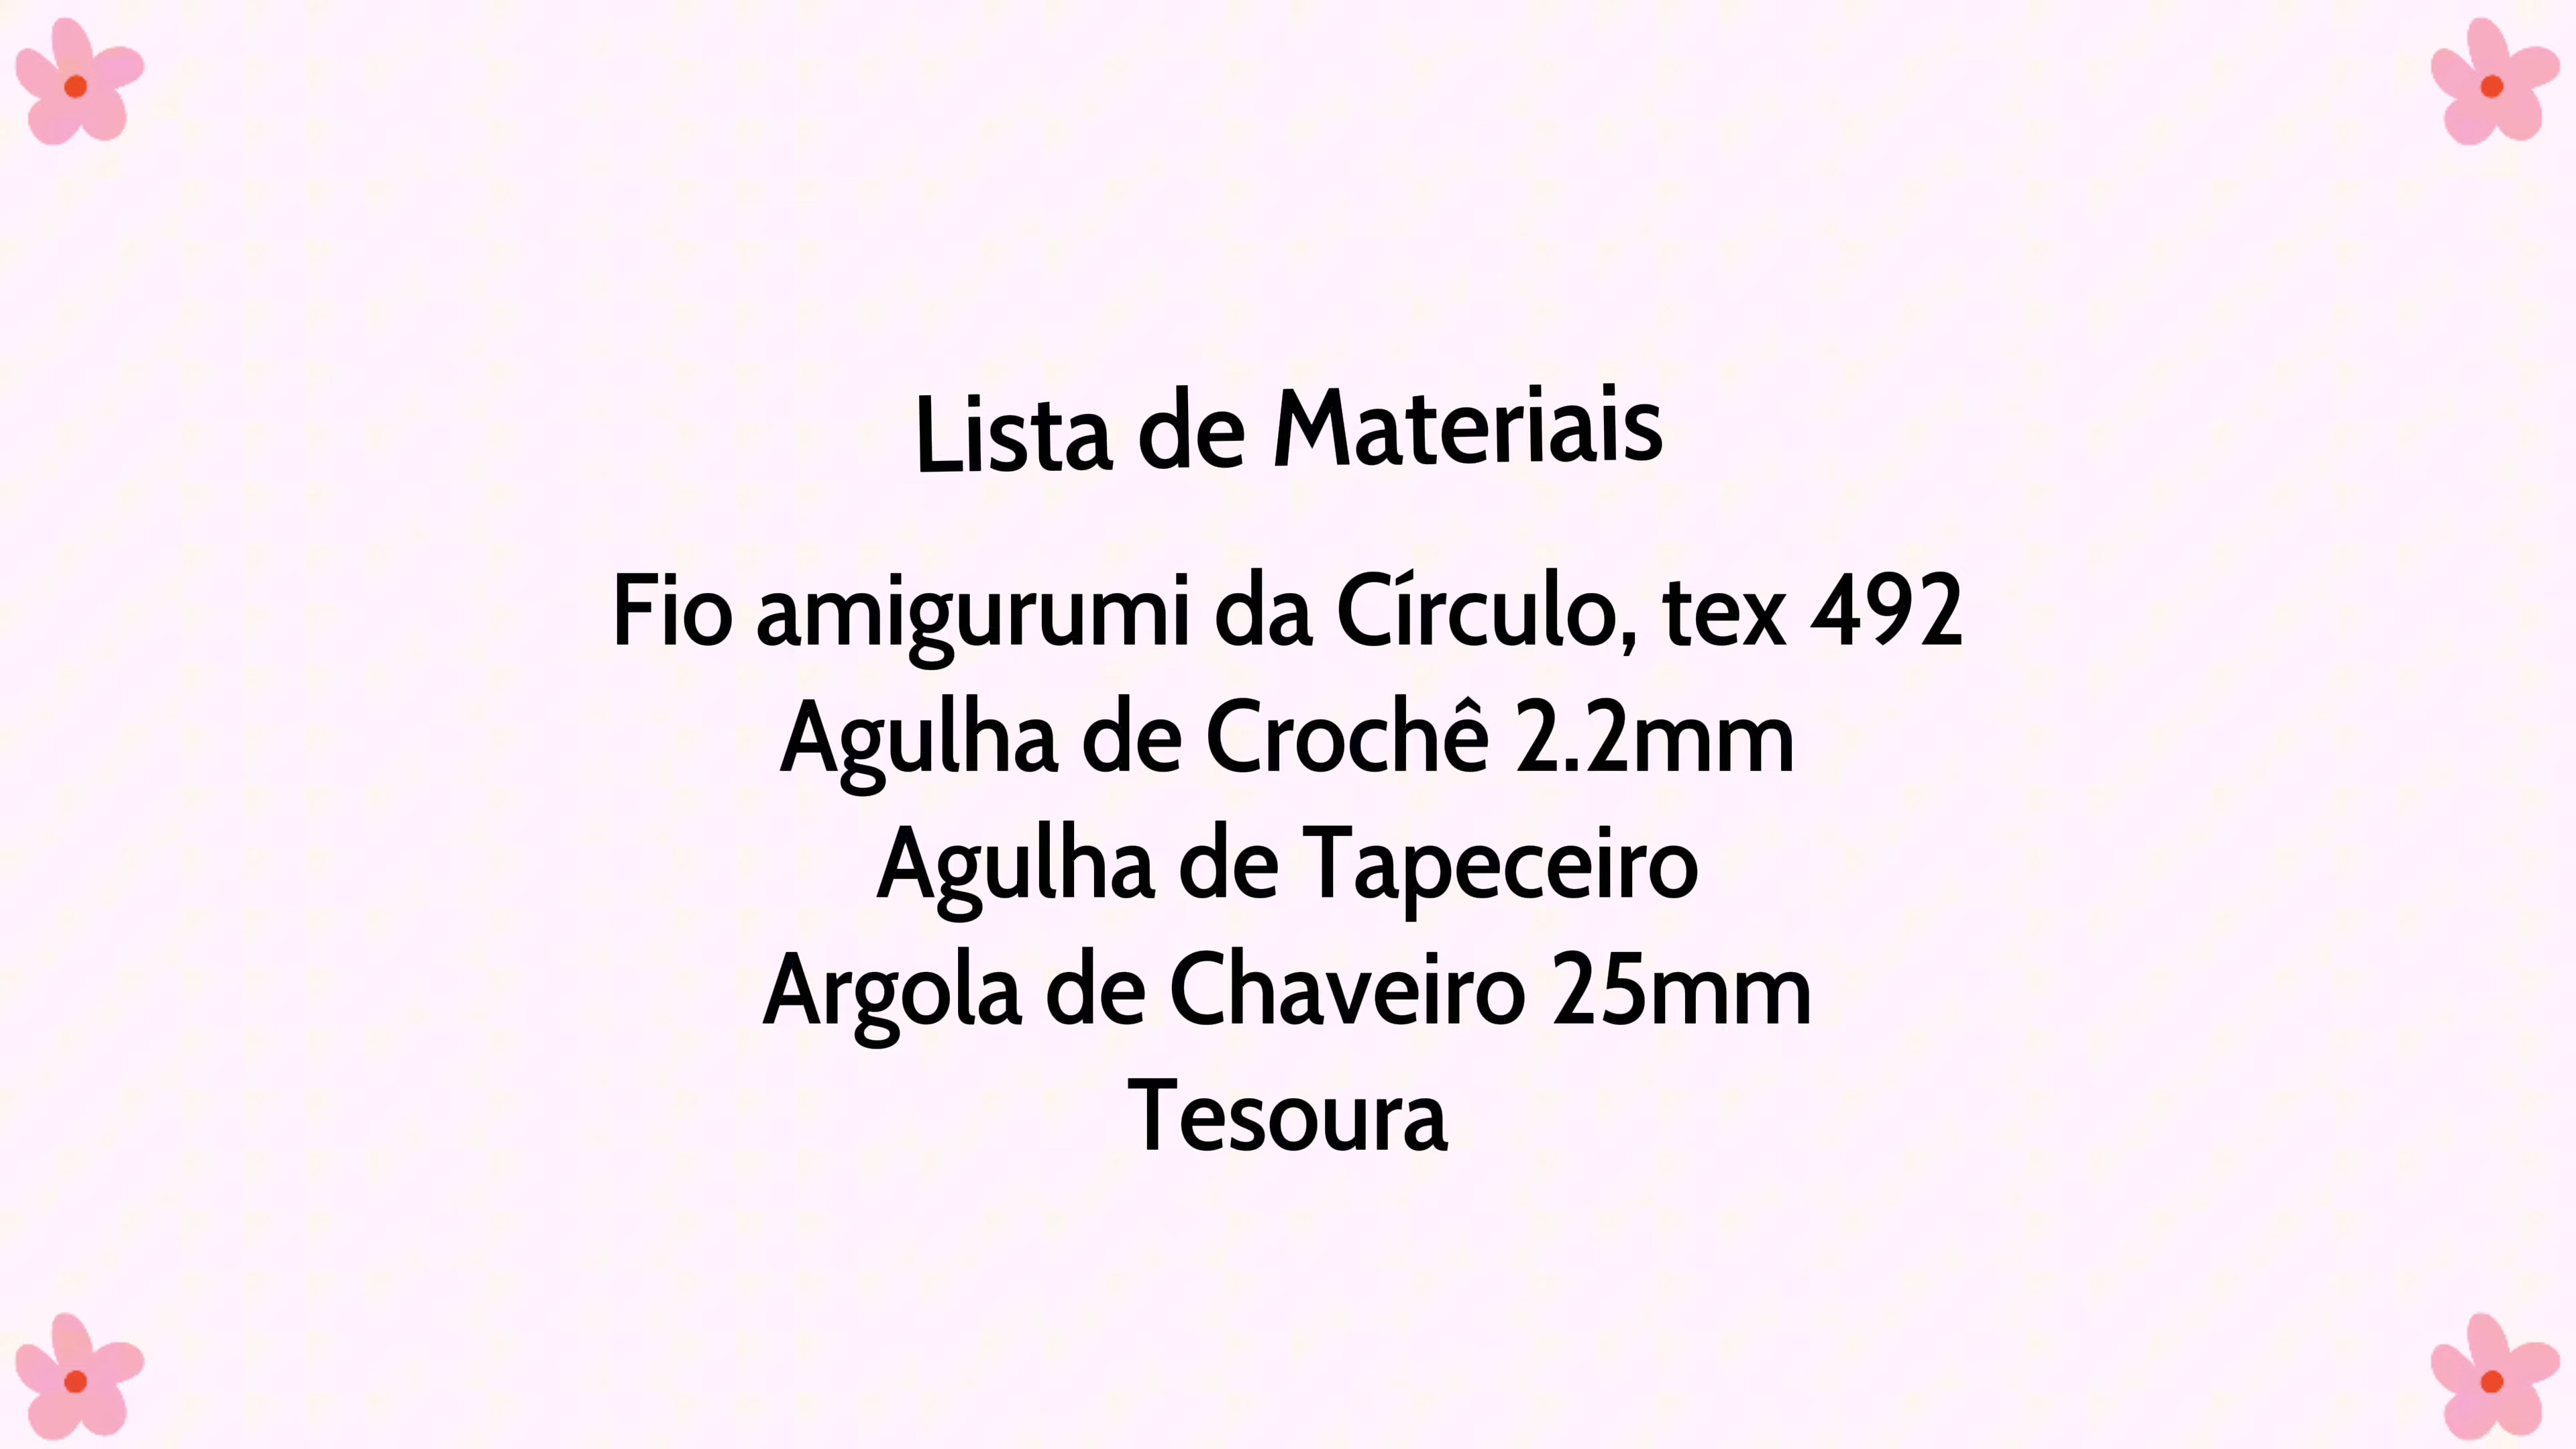 Lista de Materiais
Fio amigurumi da Círculo, tex 492
Agulha de Crochê 2.2mm
Agulha de Tapeceiro
Argola de Chaveiro 25mm
Tesoura